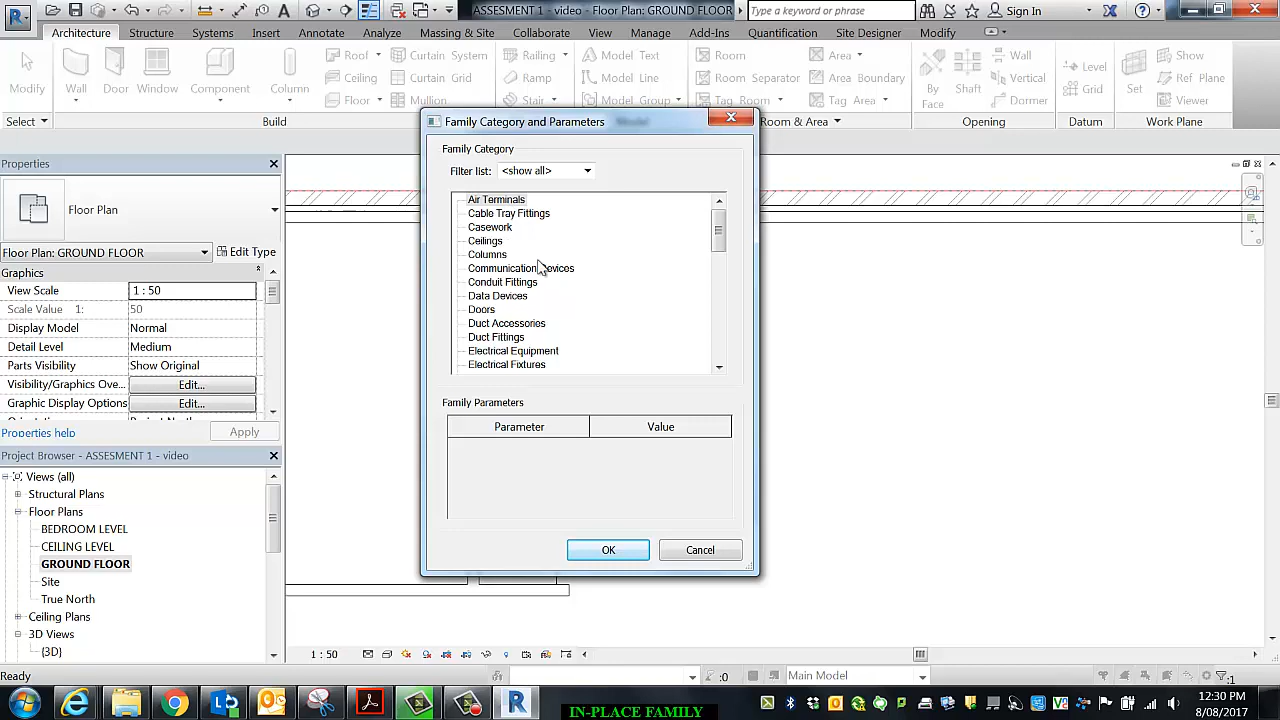 ASSESMENT 1 - video - Floor Plan: GROUND FLOOR
Type a keyword or phrase
Sign In
Architecture Structure Systems Insert Annotate Analyze Massing & Site Collaborate View Manage Add-Ins Quantification Site Designer Modify
Modify Wall Door Window Component Column
Roof Curtain System Railing Model Text Room Area Wall Level Show
Ceiling Curtain Grid Ramp Model Line Room Separator Area Boundary By Face Shaft Vertical Grid Set Ref Plane
Floor Mullion Stair Model Group Tag Room Tag Area Dormer Viewer
Select Build Model Room & Area Opening Datum Work Plane
Properties
Floor Plan
Floor Plan: GROUND FLOOR Edit Type
Graphics
View Scale 1 : 50
Scale Value 1: 50
Display Model Normal
Detail Level Medium
Parts Visibility Show Original
Visibility/Graphics Ove... Edit...
Graphic Display Options Edit...
Properties help Apply
Project Browser - ASSESMENT 1 - video
Views (all)
Structural Plans
Floor Plans
BEDROOM LEVEL
CEILING LEVEL
GROUND FLOOR
Site
True North
Ceiling Plans
3D Views
{3D}
Family Category and Parameters
Family Category
Filter list: <show all>
Air Terminals
Cable Tray Fittings
Casework
Ceilings
Columns
Communication Devices
Conduit Fittings
Data Devices
Doors
Duct Accessories
Duct Fittings
Electrical Equipment
Electrical Fixtures
Family Parameters
Parameter Value
OK Cancel
1 : 50
Ready
:0
Main Model
:1
IN-PLACE FAMILY
12:30 PM
8/08/2017